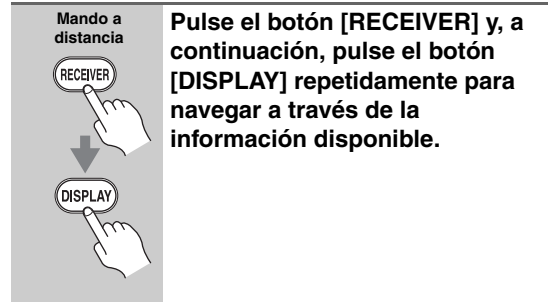 Mando a
distancia
RECEIVER
DISPLAY
Pulse el botón [RECEIVER] y, a
continuación, pulse el botón
[DISPLAY] repetidamente para
navegar a través de la
información disponible.